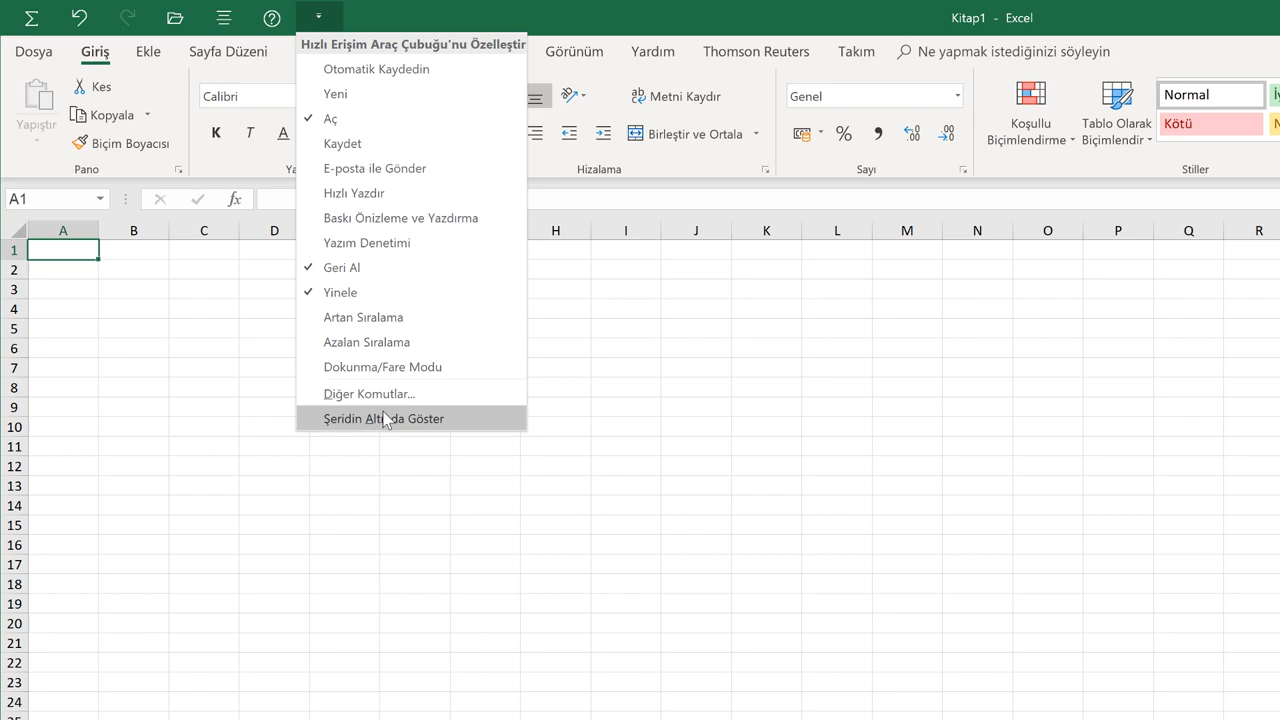 Kitap1 - Excel
Dosya Giriş Ekle Sayfa Düzeni Görünüm Yardım Thomson Reuters Takım Ne yapmak istediğinizi söyleyin
Hızlı Erişim Araç Çubuğu'nu Özelleştir
Otomatik Kaydedin
Yeni
Aç
Kaydet
E-posta ile Gönder
Hızlı Yazdır
Baskı Önizleme ve Yazdırma
Yazım Denetimi
Geri Al
Yinele
Artan Sıralama
Azalan Sıralama
Dokunma/Fare Modu
Diğer Komutlar...
Şeridin Altında Göster
Yapıştır
Kes
Kopyala
Biçim Boyacısı
Pano
Calibri
K T A
Metni Kaydır
Birleştir ve Ortala
Hizalama
Genel
% 
Sayı
Koşullu
Biçimlendirme
Tablo Olarak
Biçimlendir
Normal
Kötü
Stiller
A1
fx
A B C D H I J K L M N O P Q R
1
2
3
4
5
6
7
8
9
10
11
12
13
14
15
16
17
18
19
20
21
22
23
24